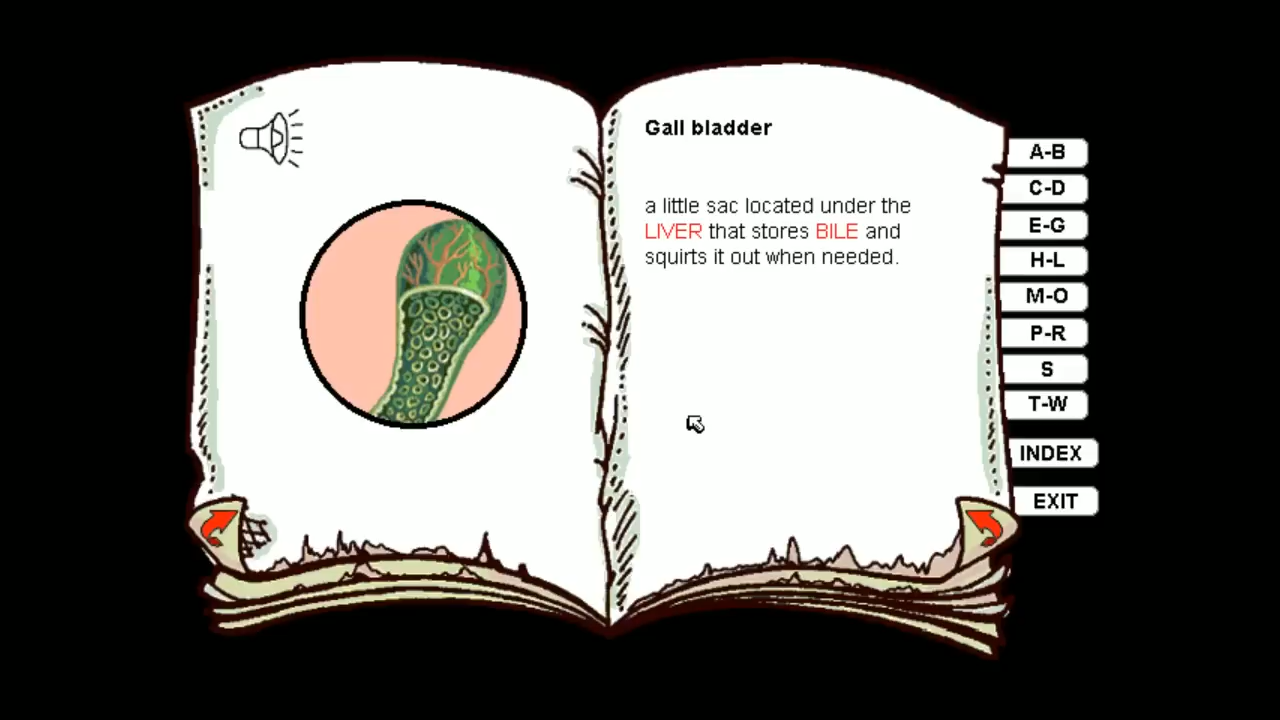 Gall bladder
a little sac located under the
LIVER that stores BILE and
squirts it out when needed.
A-B
C-D
E-G
H-L
M-O
P-R
S
T-W
INDEX
EXIT